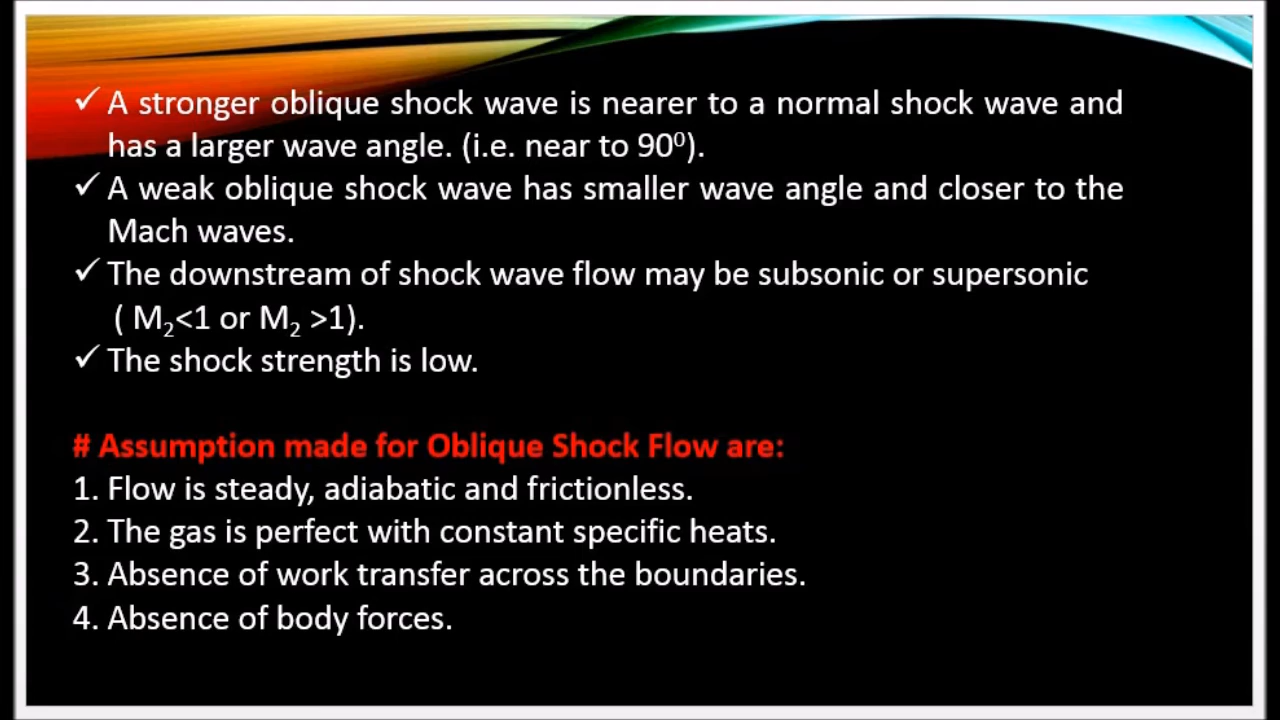 ✓ A stronger oblique shock wave is nearer to a normal shock wave and
has a larger wave angle. (i.e. near to 90⁰).
✓ A weak oblique shock wave has smaller wave angle and closer to the
Mach waves.
✓ The downstream of shock wave flow may be subsonic or supersonic
( M₂<1 or M₂ >1).
✓ The shock strength is low.
# Assumption made for Oblique Shock Flow are:
1. Flow is steady, adiabatic and frictionless.
2. The gas is perfect with constant specific heats.
3. Absence of work transfer across the boundaries.
4. Absence of body forces.